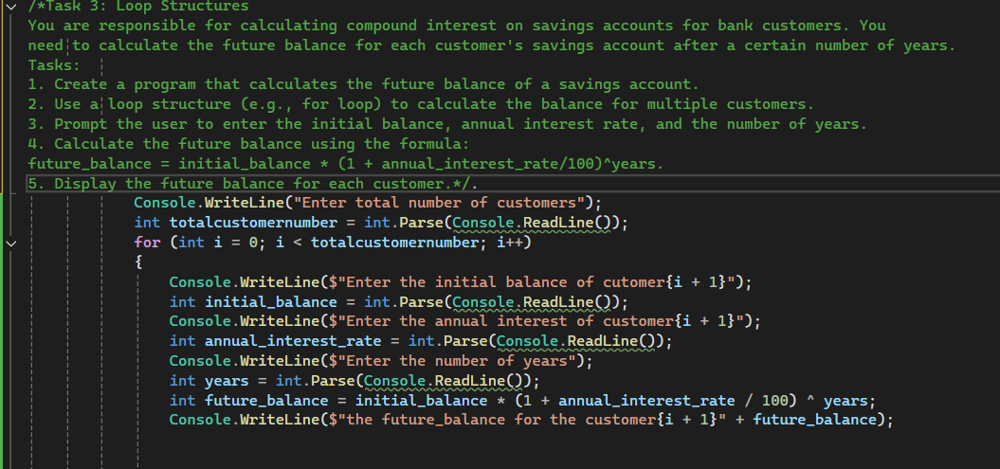 /*Task 3: Loop Structures
You are responsible for calculating compound interest on savings accounts for bank customers. You
need to calculate the future balance for each customer's savings account after a certain number of years.
Tasks:
1. Create a program that calculates the future balance of a savings account.
2. Use a loop structure (e.g., for loop) to calculate the balance for multiple customers.
3. Prompt the user to enter the initial balance, annual interest rate, and the number of years.
4. Calculate the future balance using the formula:
future_balance = initial_balance * (1 + annual_interest_rate/100)^years.
5. Display the future balance for each customer.*/.
Console.WriteLine("Enter total number of customers");
int totalcustomernumber = int.Parse(Console.ReadLine());
for (int i = 0; i < totalcustomernumber; i++)
{
Console.WriteLine($"Enter the initial balance of cutomer{i + 1}");
int initial_balance = int.Parse(Console.ReadLine());
Console.WriteLine($"Enter the annual interest of customer{i + 1}");
int annual_interest_rate = int.Parse(Console.ReadLine());
Console.WriteLine($"Enter the number of years");
int years = int.Parse(Console.ReadLine());
int future_balance = initial_balance * (1 + annual_interest_rate / 100) ^ years;
Console.WriteLine($"the future_balance for the customer{i + 1}" + future_balance);